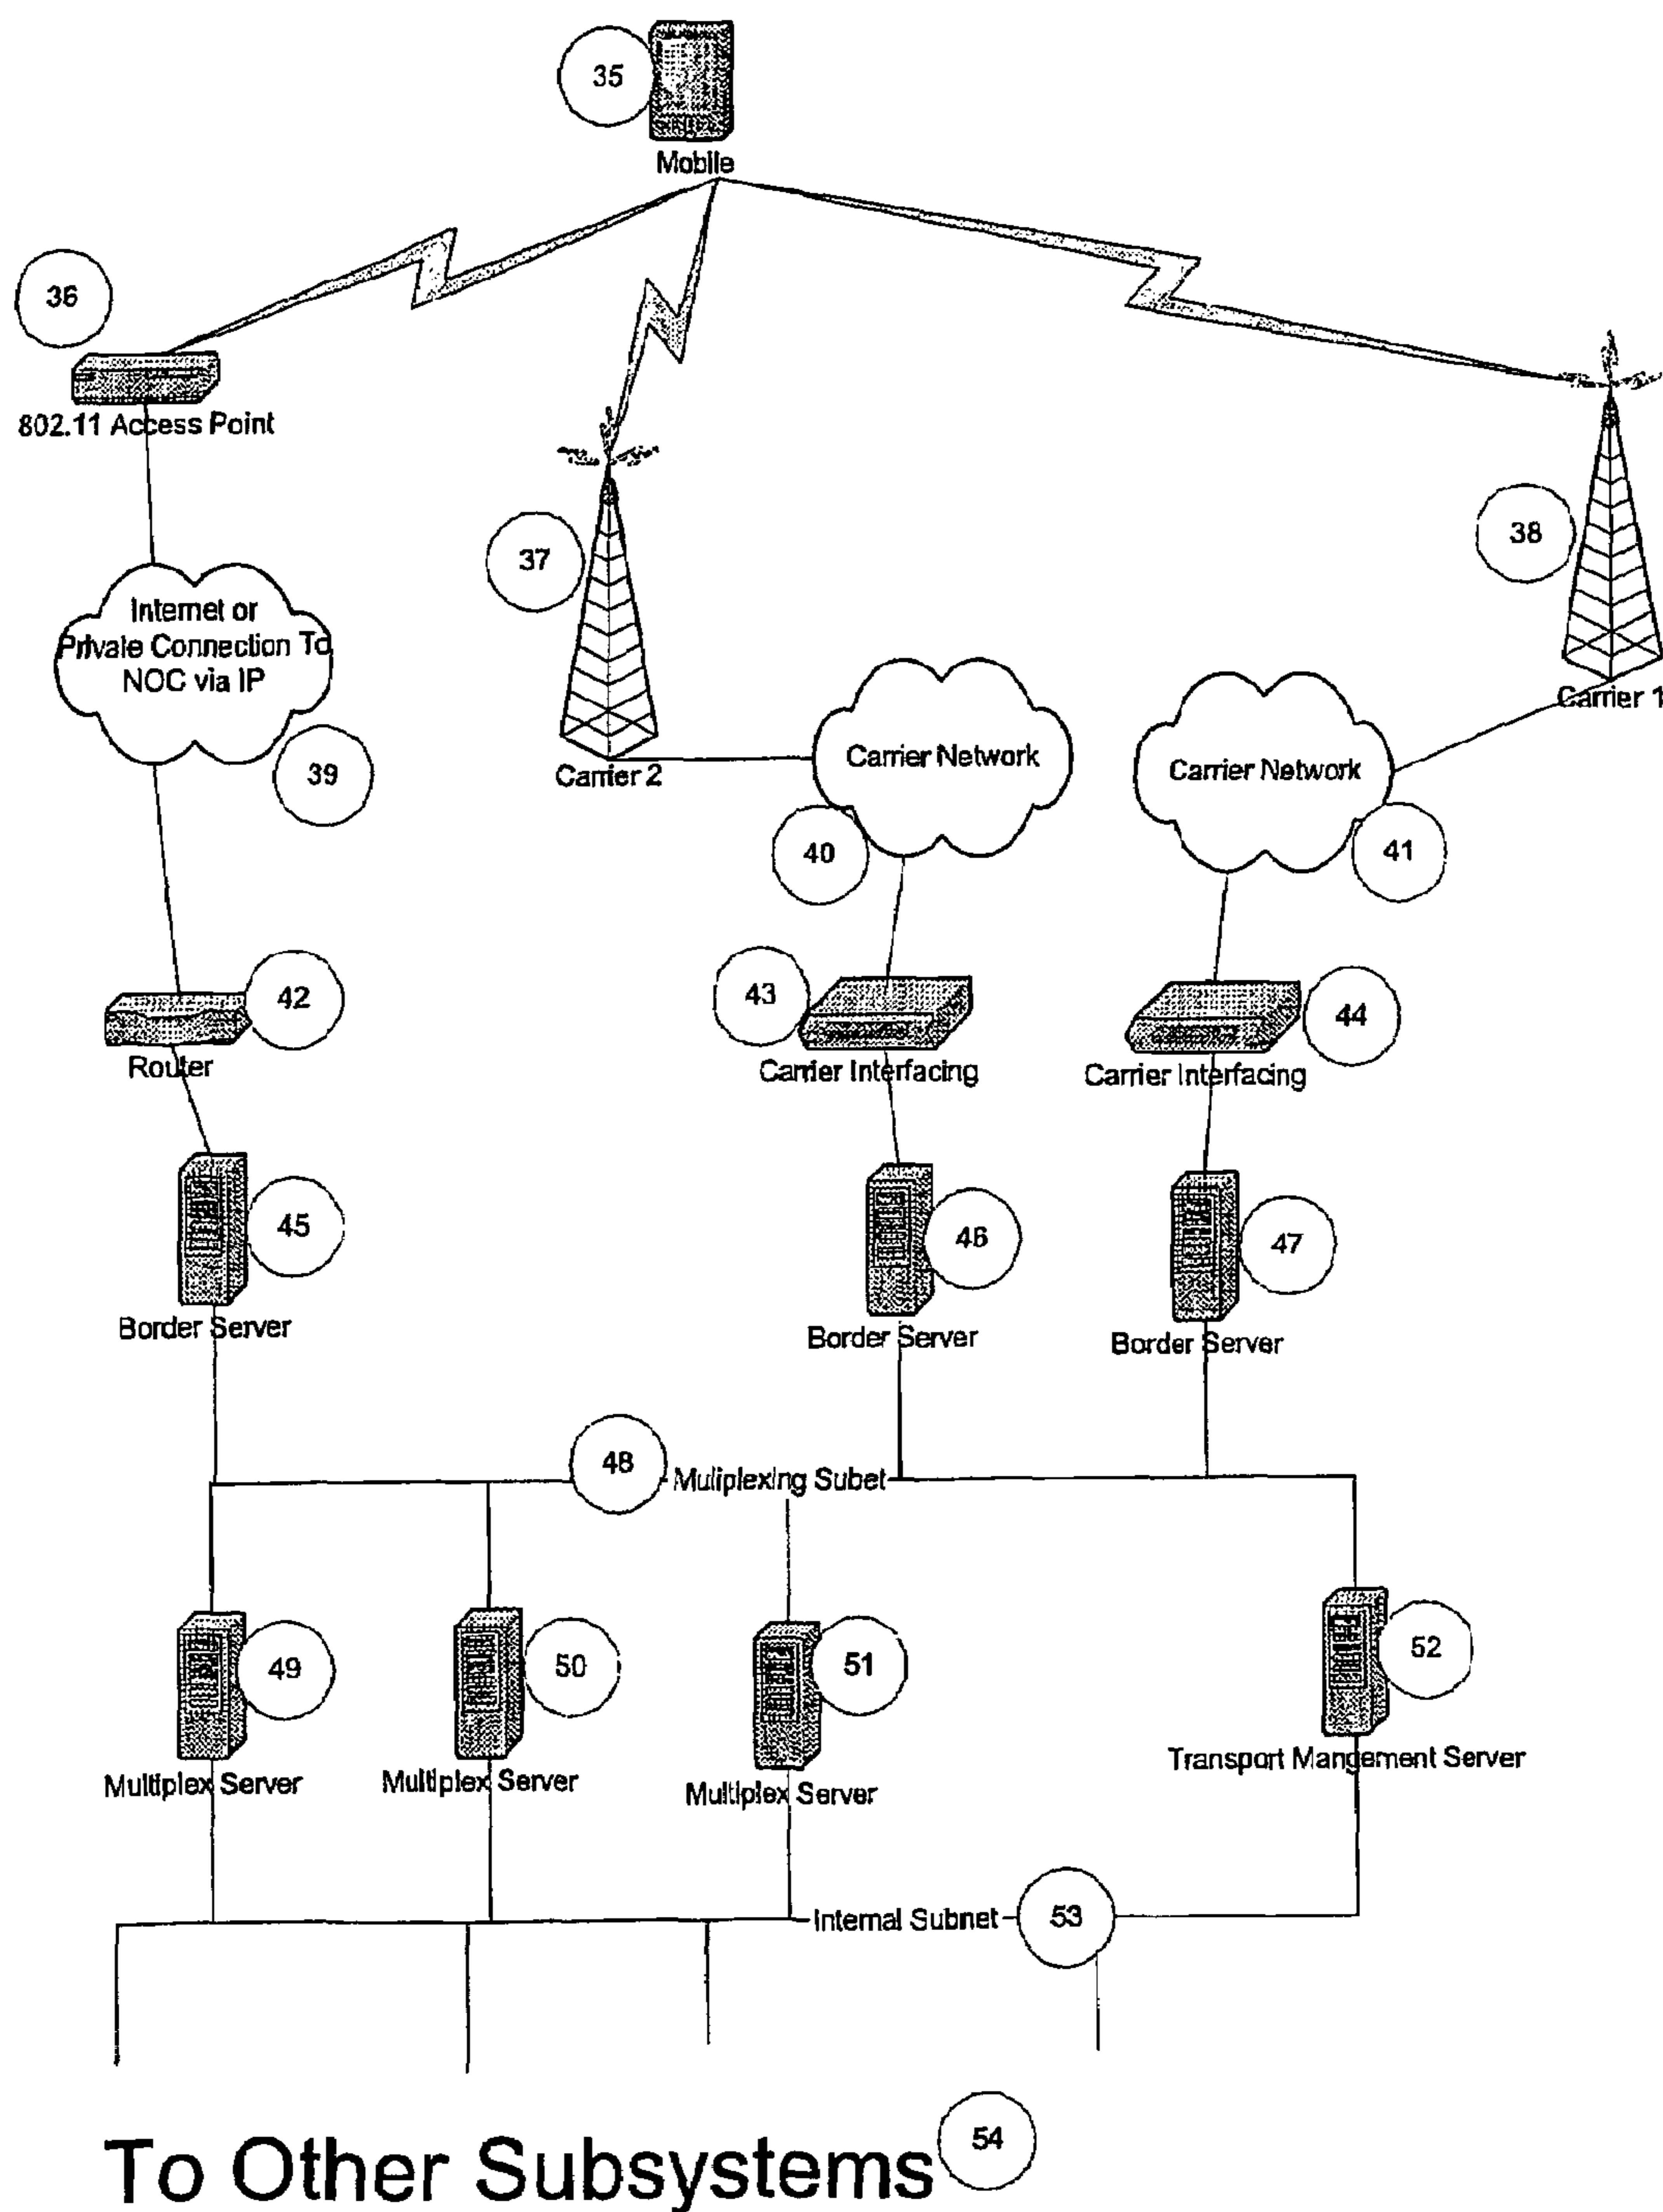 35
Mobile
36
802.11 Access Point
37
38
Internet or
Private Connection To
NOC via IP
39
Carrier 2
Carrier Network
Carrier Network
Carrier 1
40
41
42
Router
43
Carrier Interfacing
44
Carrier Interfacing
45
Border Server
46
Border Server
47
Border Server
48
Muliplexing Subet
49
Multiplex Server
50
Multiplex Server
51
Multiplex Server
52
Transport Mangement Server
Internal Subnet
53
To Other Subsystems
54